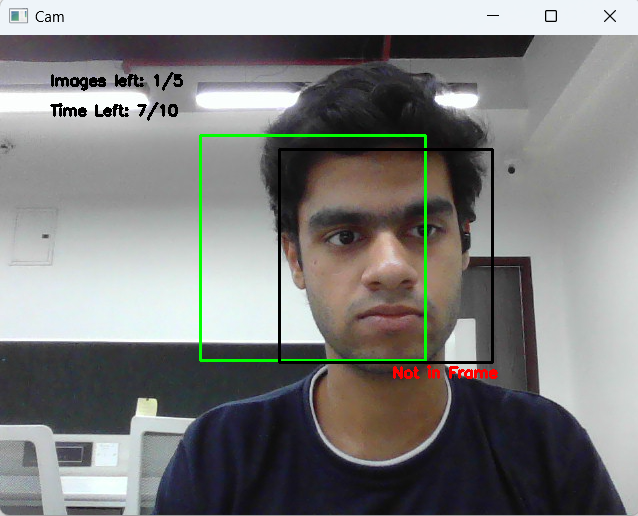 Cam
Images left: 1/5
Time Left: 7/10
Not in Frame